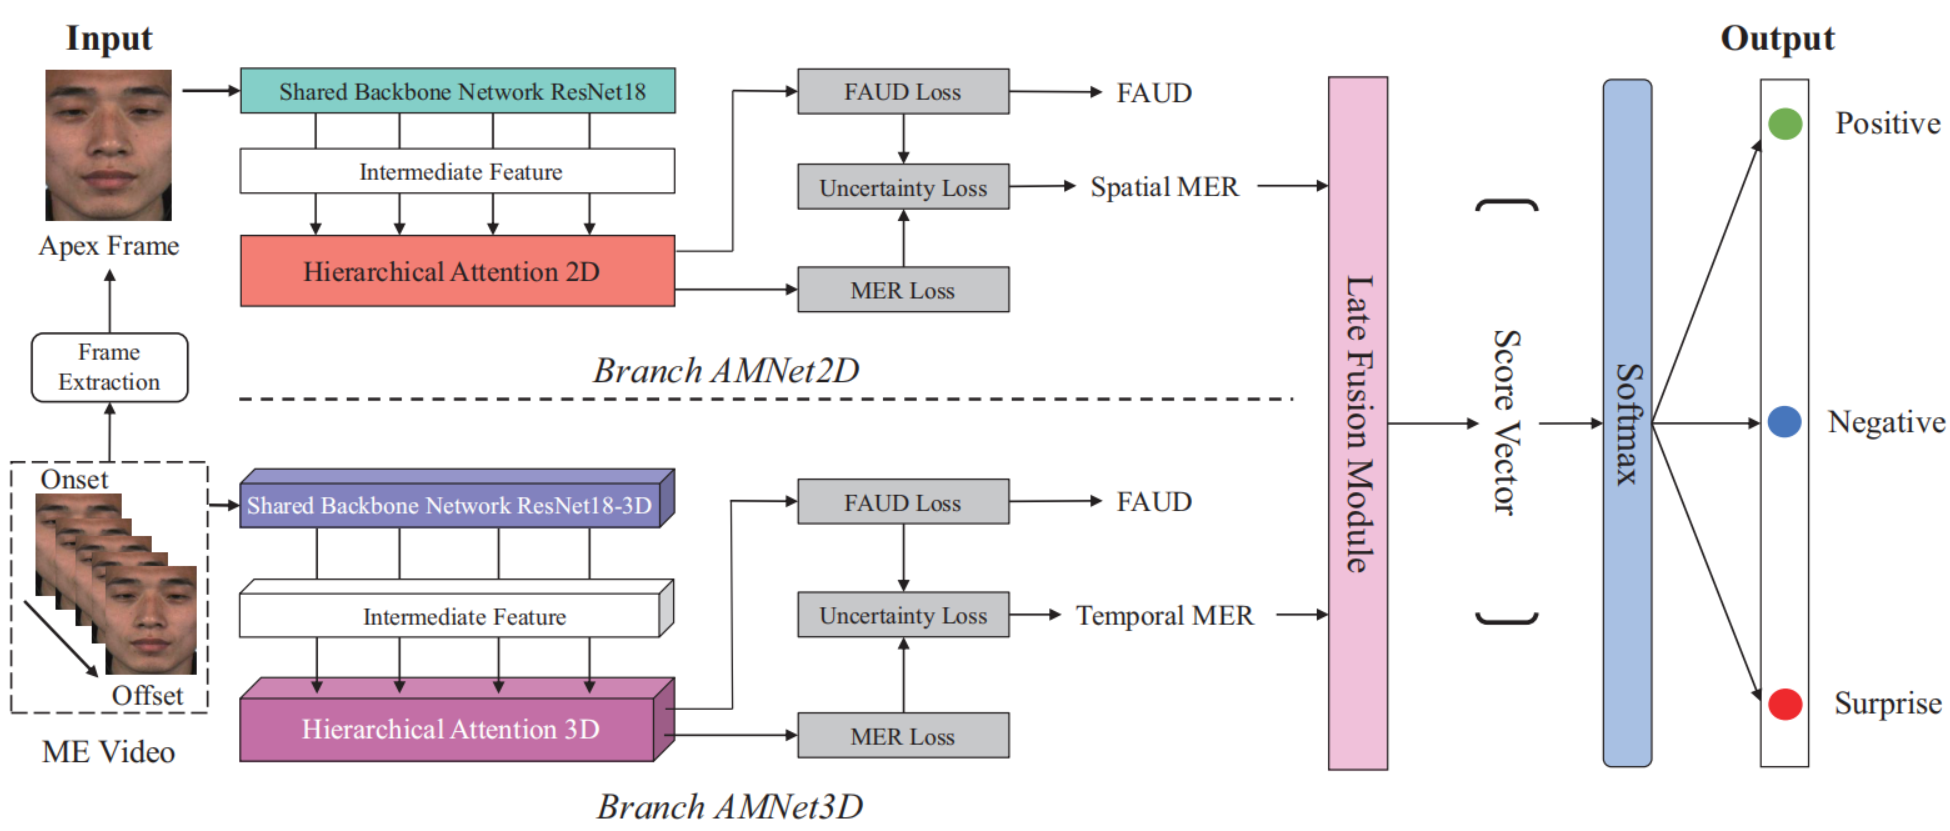 Input
Output
Shared Backbone Network ResNet18
Intermediate Feature
Hierarchical Attention 2D
Apex Frame
Frame
Extraction
FAUD Loss
FAUD
Uncertainty Loss
Spatial MER
MER Loss
Branch AMNet2D
Onset
Offset
ME Video
Shared Backbone Network ResNet18-3D
Intermediate Feature
Hierarchical Attention 3D
FAUD Loss
FAUD
Uncertainty Loss
Temporal MER
MER Loss
Branch AMNet3D
Late Fusion Module
Score Vector
Softmax
Positive
Negative
Surprise